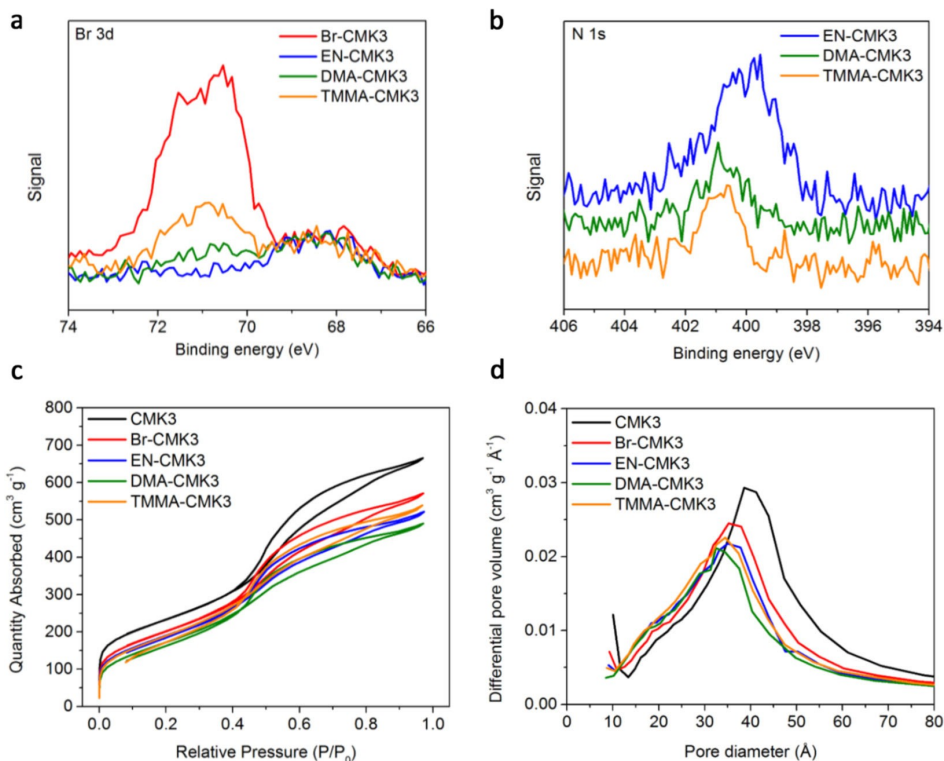 a
Br 3d
Br-CMK3
EN-CMK3
DMA-CMK3
TMMA-CMK3
Signal
74 72 70 68 66
Binding energy (eV)
b
N 1s
EN-CMK3
DMA-CMK3
TMMA-CMK3
Signal
406 404 402 400 398 396 394
Binding energy (eV)
c
800
700
600
500
400
300
200
100
0
CMK3
Br-CMK3
EN-CMK3
DMA-CMK3
TMMA-CMK3
Quantity Absorbed (cm³ g⁻¹)
0.0 0.2 0.4 0.6 0.8 1.0
Relative Pressure (P/P₀)
d
0.04
0.03
0.02
0.01
0.00
CMK3
Br-CMK3
EN-CMK3
DMA-CMK3
TMMA-CMK3
Differential pore volume (cm³ g⁻¹ Å⁻¹)
0 10 20 30 40 50 60 70 80
Pore diameter (Å)